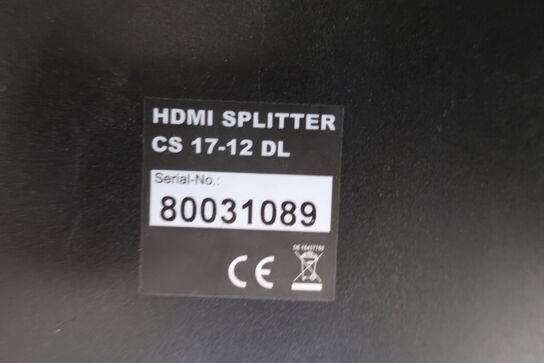 HDMI SPLITTER
CS 17-12 DL
Serial-No.:
80031089
CE